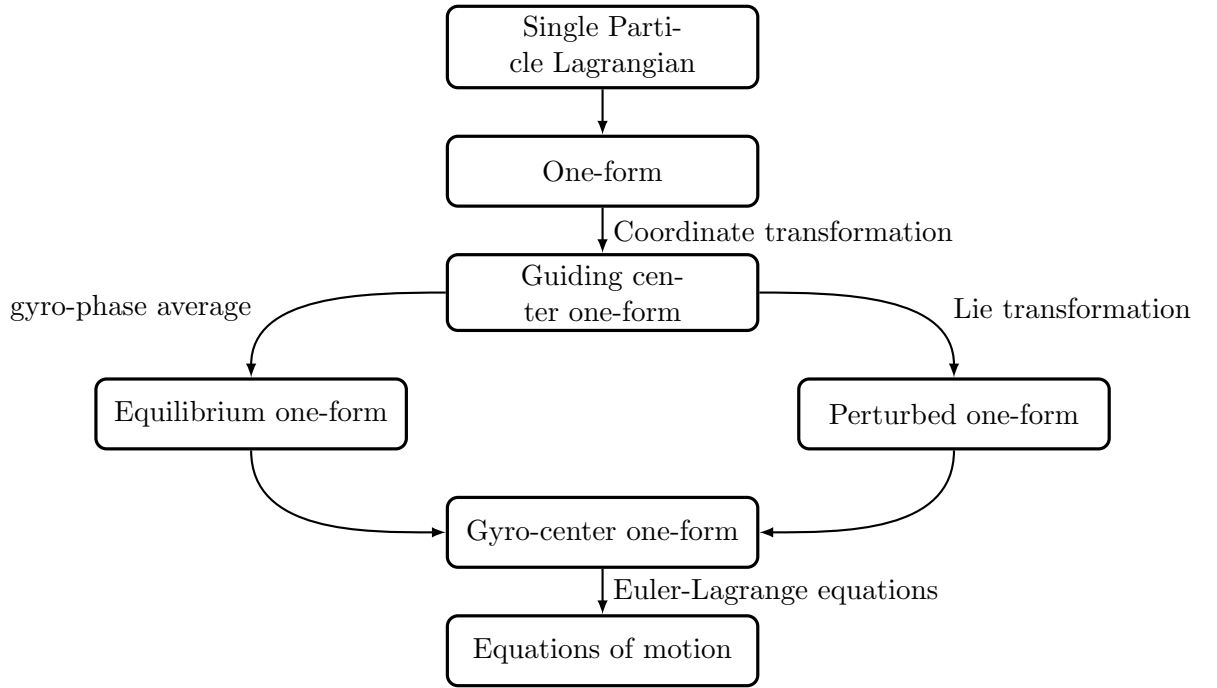 Single Parti-
cle Lagrangian
One-form
Coordinate transformation
Guiding cen-
ter one-form
gyro-phase average
Lie transformation
Equilibrium one-form
Perturbed one-form
Gyro-center one-form
Euler-Lagrange equations
Equations of motion